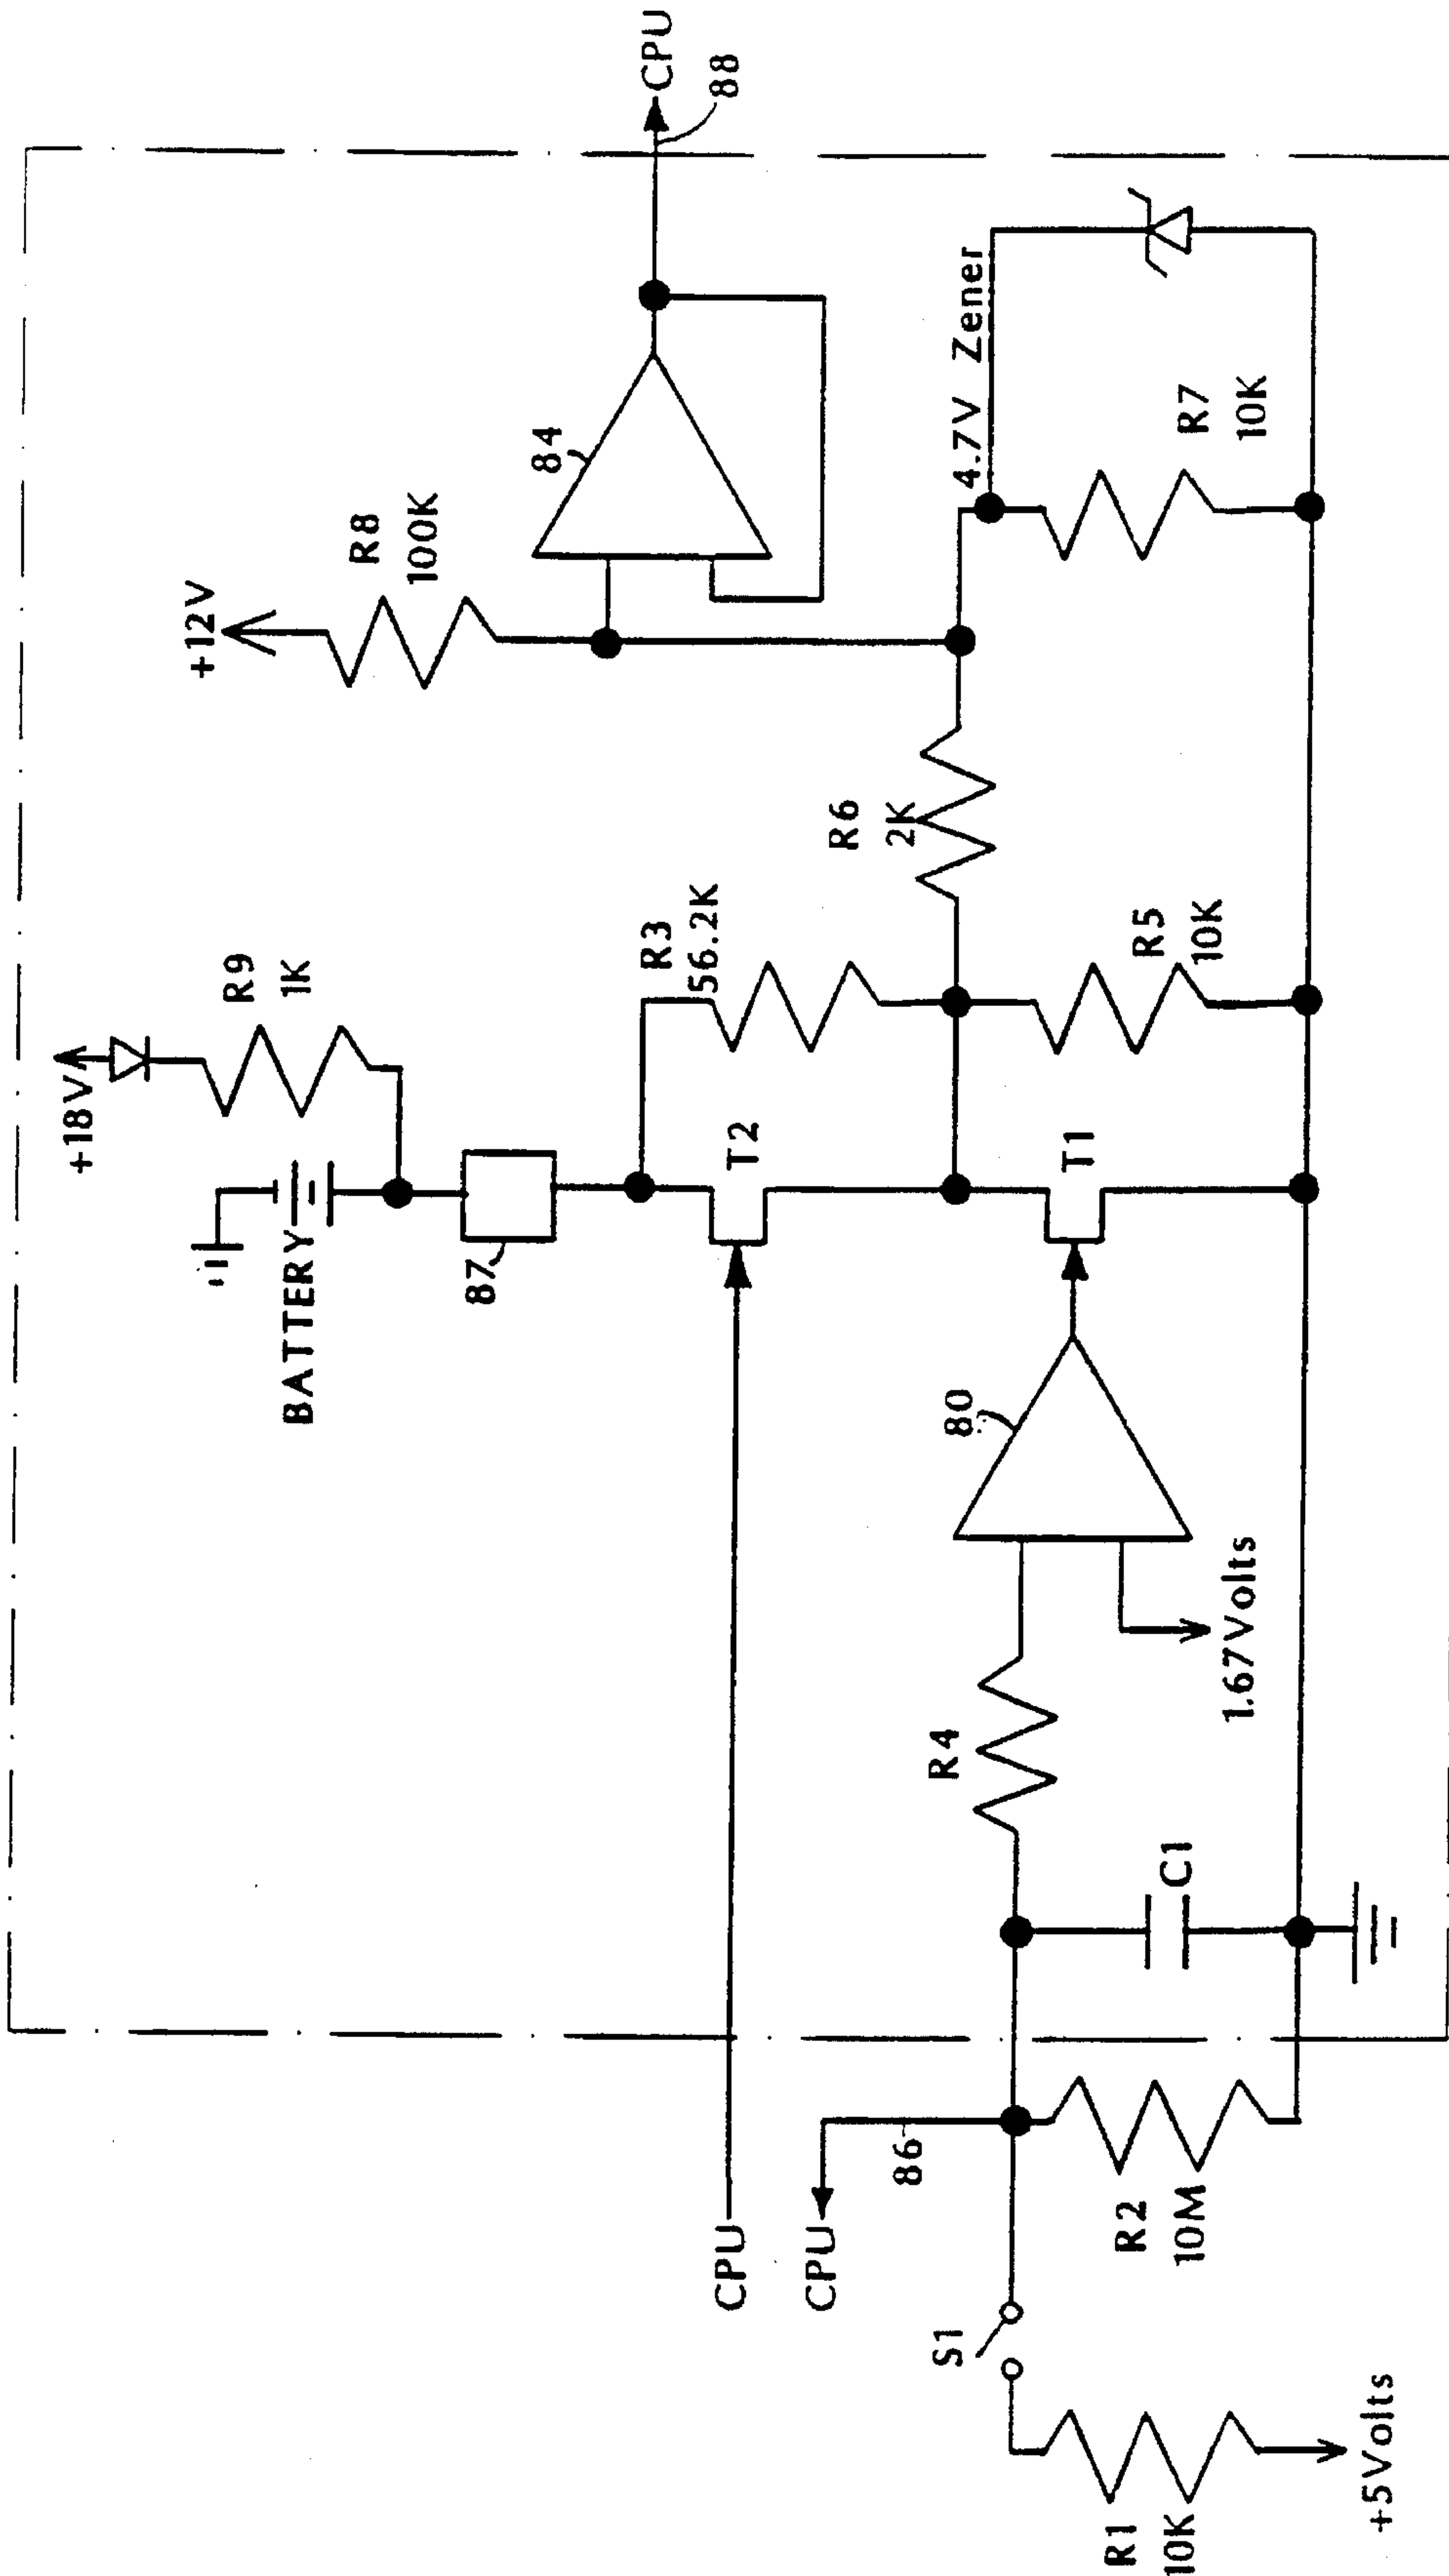 +18V
R9
1K
BATTERY
87
+12V
R8
100K
84
CPU
88
R3
56.2K
T2
R6
2K
4.7V Zener
R7
10K
R5
10K
T1
80
1.67Volts
R4
C1
CPU
CPU
86
R2
10M
S1
R1
10K
+5Volts